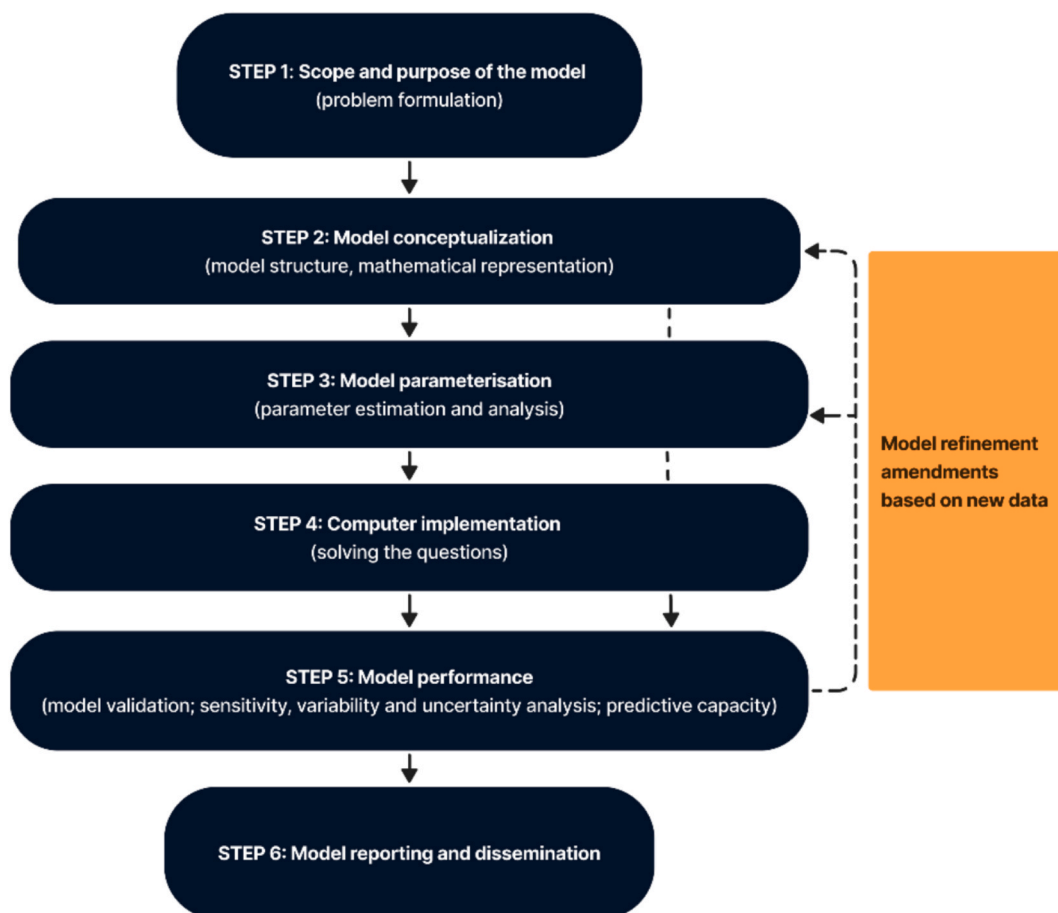 STEP 1: Scope and purpose of the model
(problem formulation)
STEP 2: Model conceptualization
(model structure, mathematical representation)
STEP 3: Model parameterisation
(parameter estimation and analysis)
STEP 4: Computer implementation
(solving the questions)
STEP 5: Model performance
(model validation; sensitivity, variability and uncertainty analysis; predictive capacity)
STEP 6: Model reporting and dissemination
Model refinement
amendments
based on new data